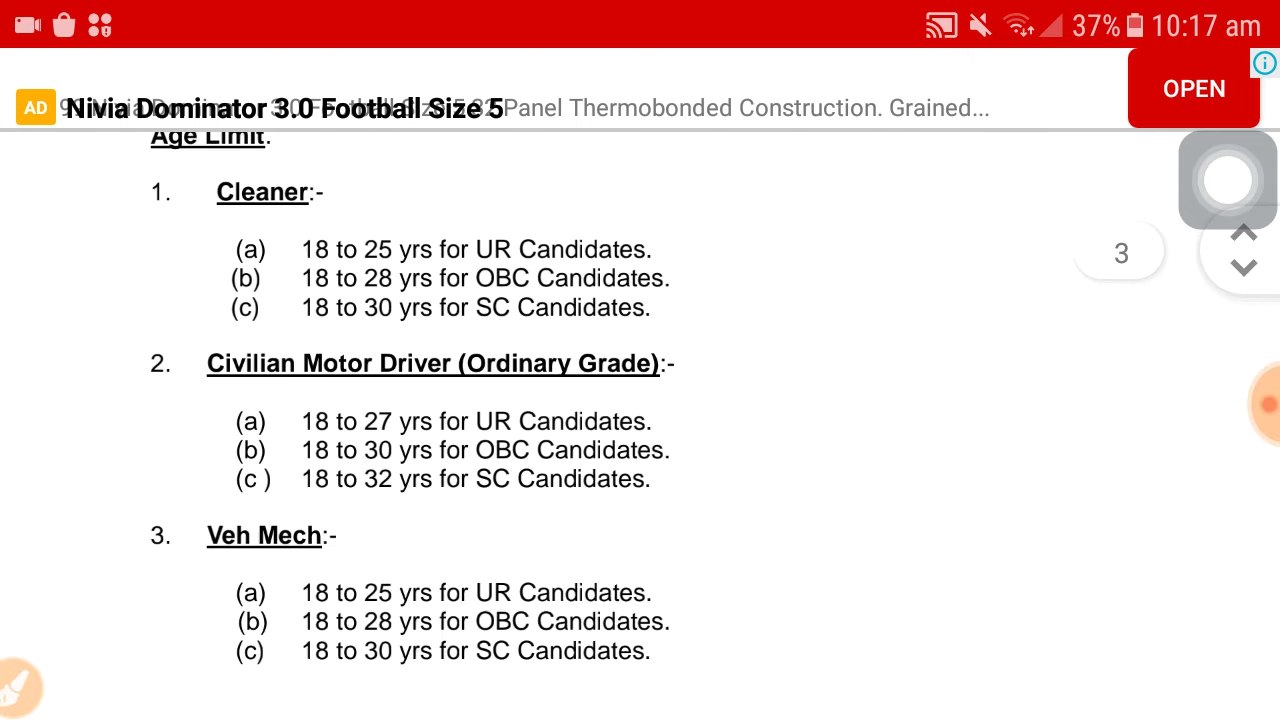 37% 10:17 am
AD Nivia Dominator 3.0 Football Size 5 Panel Thermobonded Construction. Grained...
OPEN
Age Limit.
1. Cleaner:-
(a) 18 to 25 yrs for UR Candidates.
(b) 18 to 28 yrs for OBC Candidates.
(c) 18 to 30 yrs for SC Candidates.
3
2. Civilian Motor Driver (Ordinary Grade):-
(a) 18 to 27 yrs for UR Candidates.
(b) 18 to 30 yrs for OBC Candidates.
(c ) 18 to 32 yrs for SC Candidates.
3. Veh Mech:-
(a) 18 to 25 yrs for UR Candidates.
(b) 18 to 28 yrs for OBC Candidates.
(c) 18 to 30 yrs for SC Candidates.